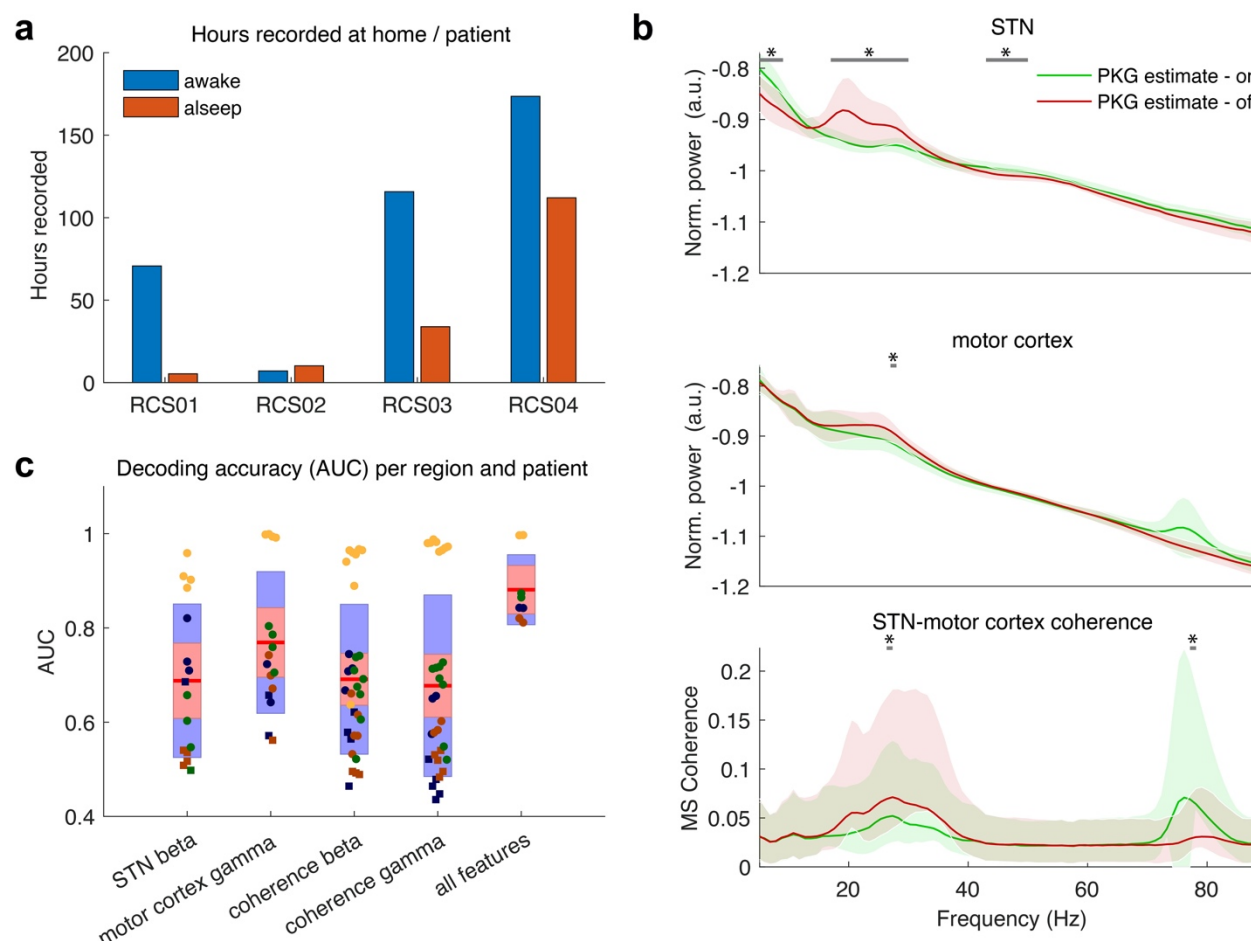 a
Hours recorded at home / patient
200
150
100
50
0
Hours recorded
awake
alseep
RCS01
RCS02
RCS03
RCS04
b
STN
*
*
*
PKG estimate - or
PKG estimate - of
-0.8
-0.9
-1
-1.1
-1.2
Norm. power (a.u.)
motor cortex
*
-0.8
-0.9
-1
-1.1
-1.2
Norm. power (a.u.)
STN-motor cortex coherence
*
*
0.2
0.15
0.1
0.05
0
MS Coherence
20
40
60
80
Frequency (Hz)
c
Decoding accuracy (AUC) per region and patient
1
0.8
0.6
0.4
AUC
STN beta
motor cortex gamma
coherence beta
coherence gamma
all features